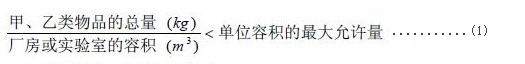 甲、乙类物品的总量 (kg)
厂房或实验室的容积 (m³)
<单位容积的最大允许量 ...........(1)